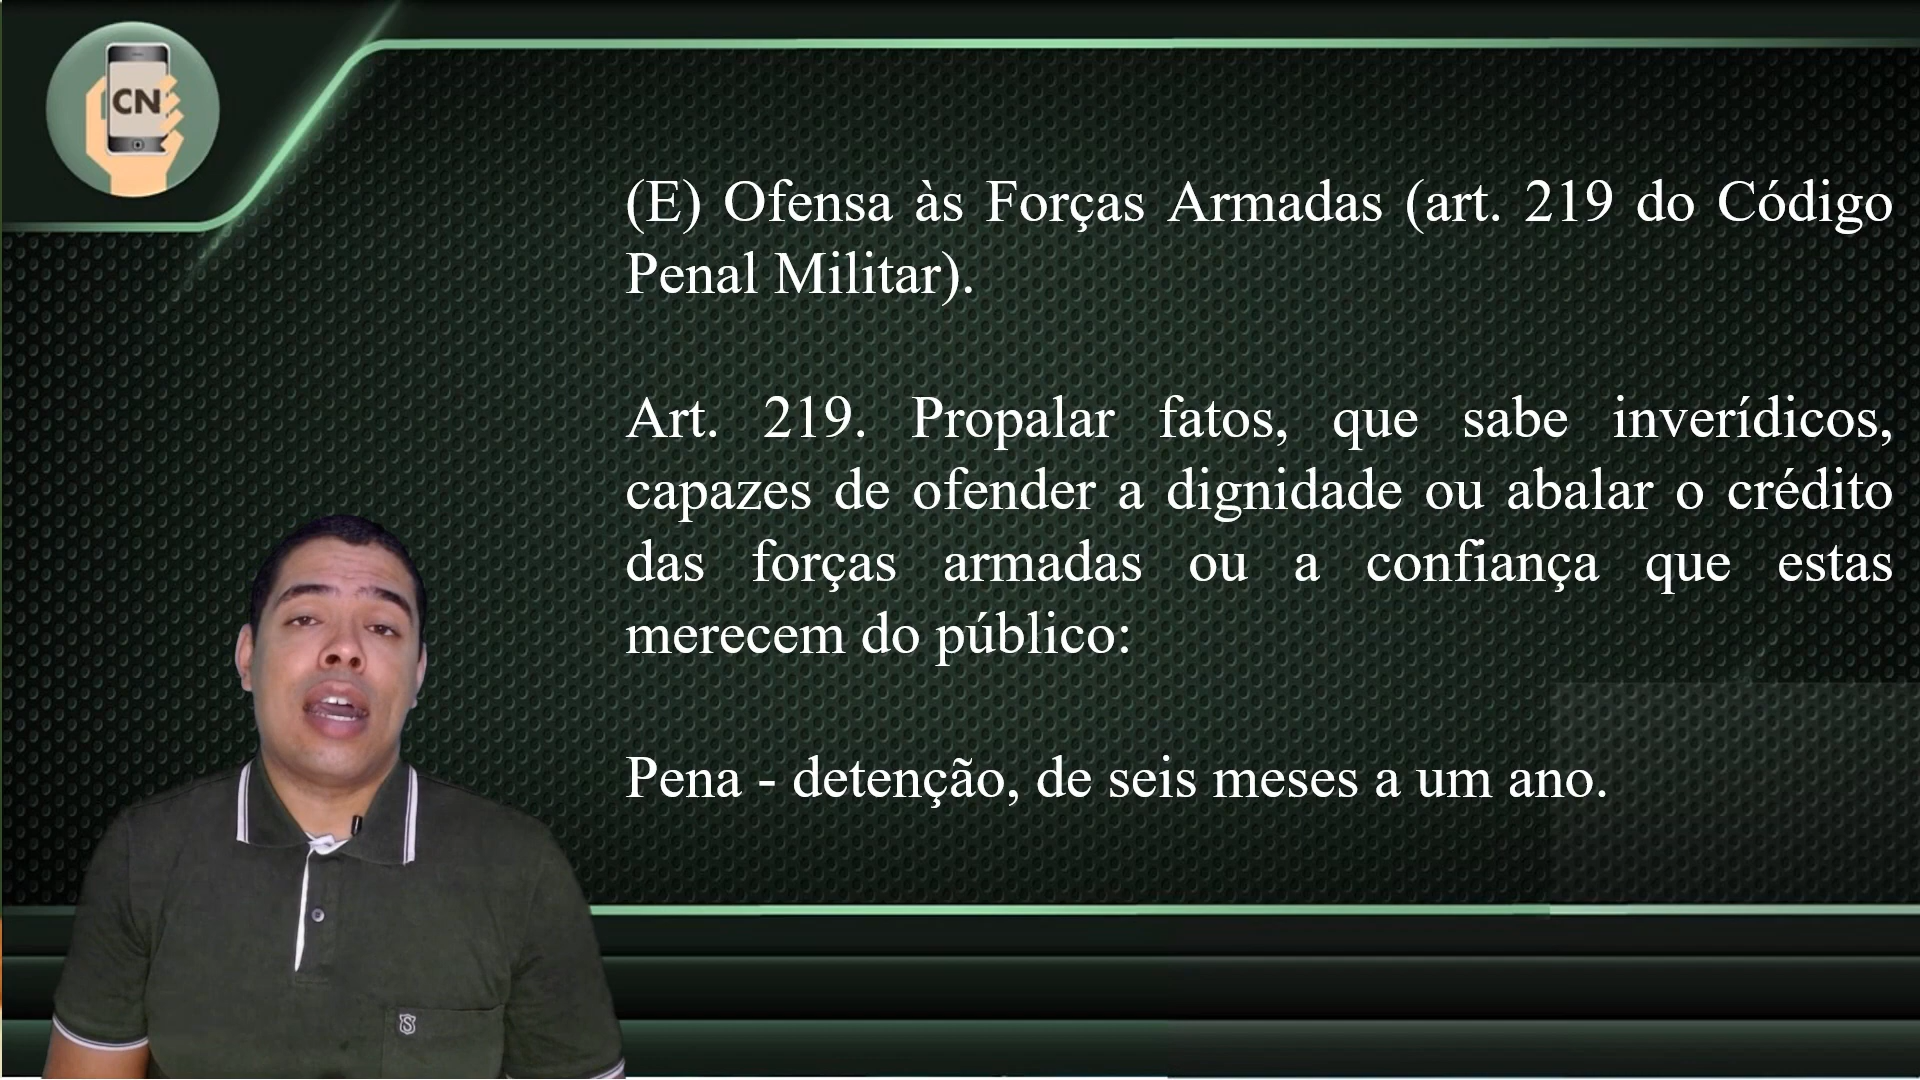 CN
(E) Ofensa às Forças Armadas (art. 219 do Código
Penal Militar).
Art. 219. Propalar fatos, que sabe inverídicos,
capazes de ofender a dignidade ou abalar o crédito
das forças armadas ou a confiança que estas
merecem do público:
Pena - detenção, de seis meses a um ano.
S